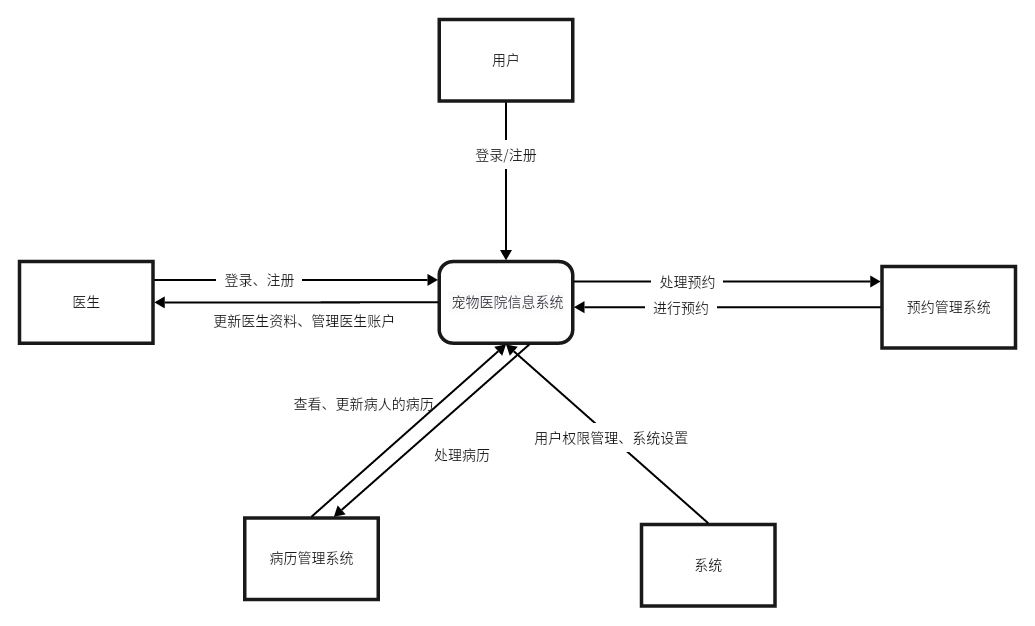 用户
登录/注册
登录、注册
处理预约
医生
宠物医院信息系统
预约管理系统
进行预约
更新医生资料、管理医生账户
查看、更新病人的病历
用户权限管理、系统设置
处理病历
病历管理系统
系统